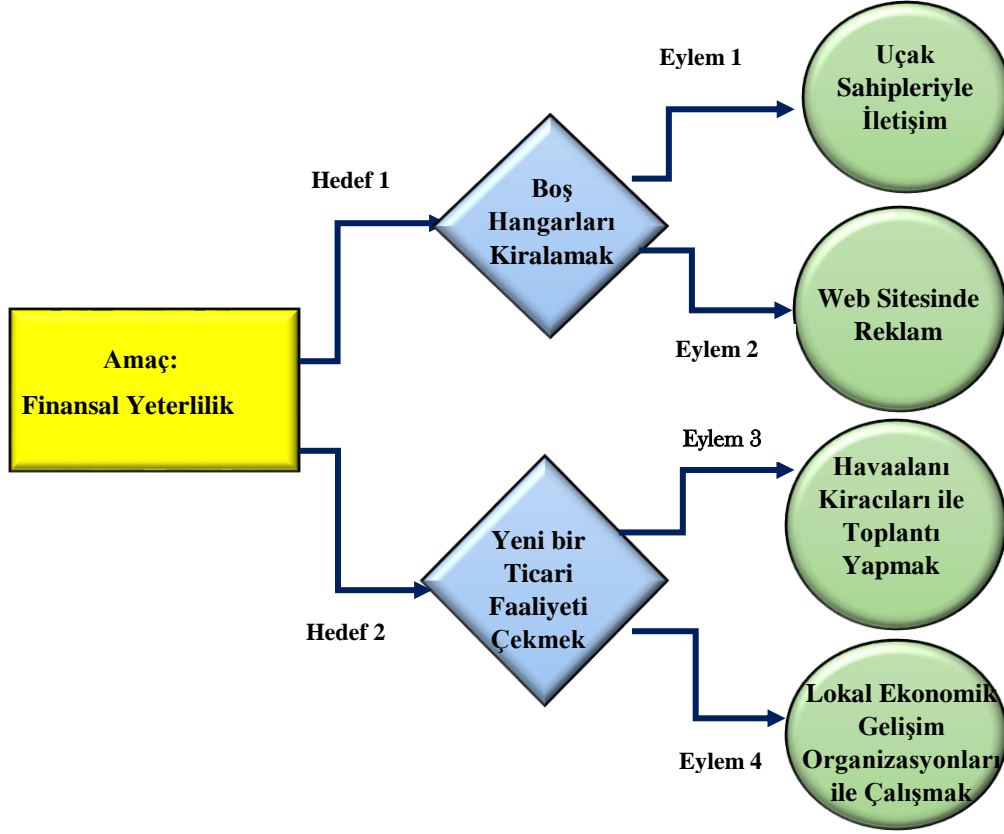 Amaç:
Finansal Yeterlilik
Hedef 1
Boş
Hangarları
Kiralamak
Eylem 1
Uçak
Sahipleriyle
İletişim
Eylem 2
Web Sitesinde
Reklam
Hedef 2
Yeni bir
Ticari
Faaliyeti
Çekmek
Eylem 3
Havaalanı
Kiracıları ile
Toplantı
Yapmak
Eylem 4
Lokal Ekonomik
Gelişim
Organizasyonları
ile Çalışmak